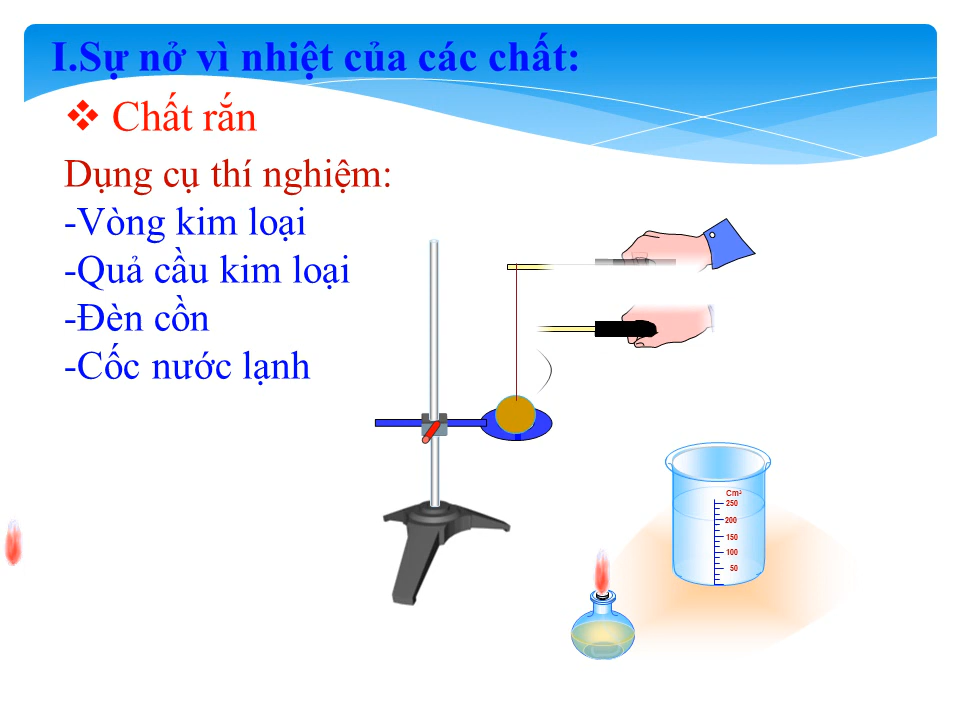 I.Sự nở vì nhiệt của các chất:
❖ Chất rắn
Dụng cụ thí nghiệm:
-Vòng kim loại
-Quả cầu kim loại
-Đèn cồn
-Cốc nước lạnh
Cm³
250
200
150
100
50